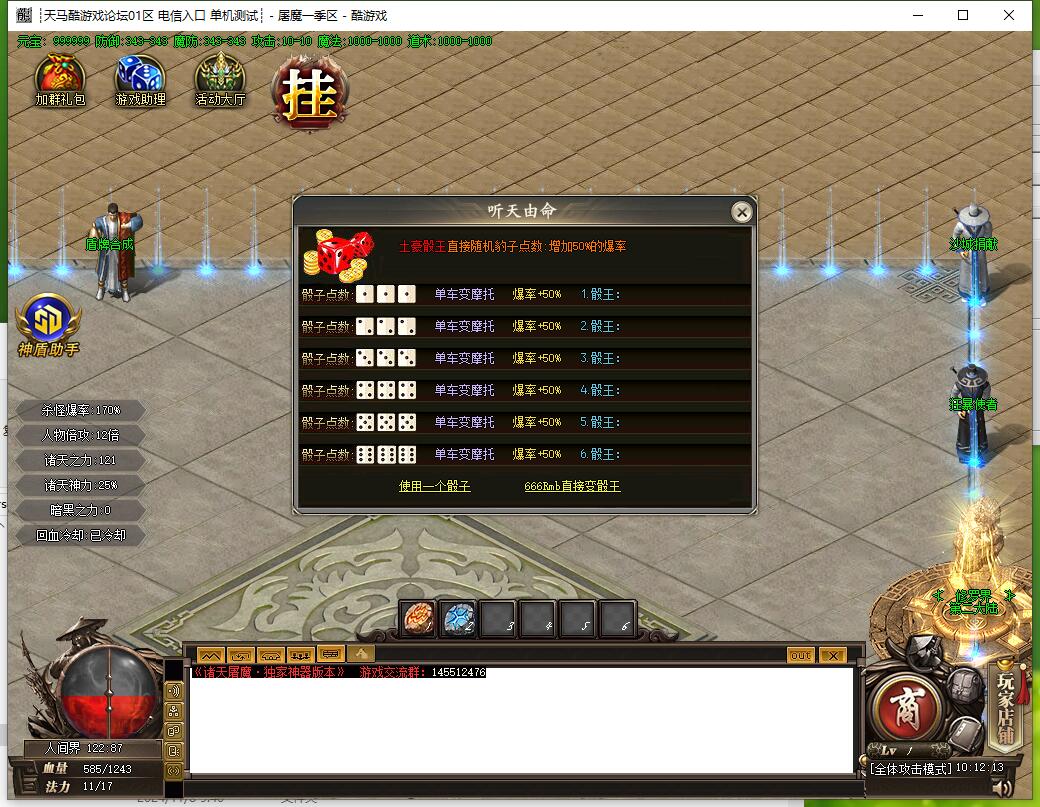 天马酷游戏论坛01区 电信入口 单机测试 - 屠魔一季区 - 酷游戏
元宝: 999999 防御:343-343 魔防:343-343 攻击:10-10 魔法:1000-1000 道术:1000-1000
加群礼包 游戏助理 活动大厅 挂
听天由命
土豪骰王直接随机豹子点数:增加50%的爆率
盾牌合成
沙城捐献
骰子点数: 单车变摩托 爆率+50% 1.骰王:
骰子点数: 单车变摩托 爆率+50% 2.骰王:
神盾助手
骰子点数: 单车变摩托 爆率+50% 3.骰王:
骰子点数: 单车变摩托 爆率+50% 4.骰王:
狂暴使者
杀怪爆率:170%
骰子点数: 单车变摩托 爆率+50% 5.骰王:
人物倍攻:12倍
骰子点数: 单车变摩托 爆率+50% 6.骰王:
诸天之力:121
诸天神力:25%
使用一个骰子 666Rmb直接变骰王
暗黑之力:0
回血冷却:已冷却
修罗界
第二大陆
1 2 3 4 5 6
OUT X
《诸天屠魔·独家神器版本》 游戏交流群:145512476
商
玩家店铺
人间界 122:87
Lv /
血量 585/1243
[全体攻击模式] 10:12:13
法力 11/17